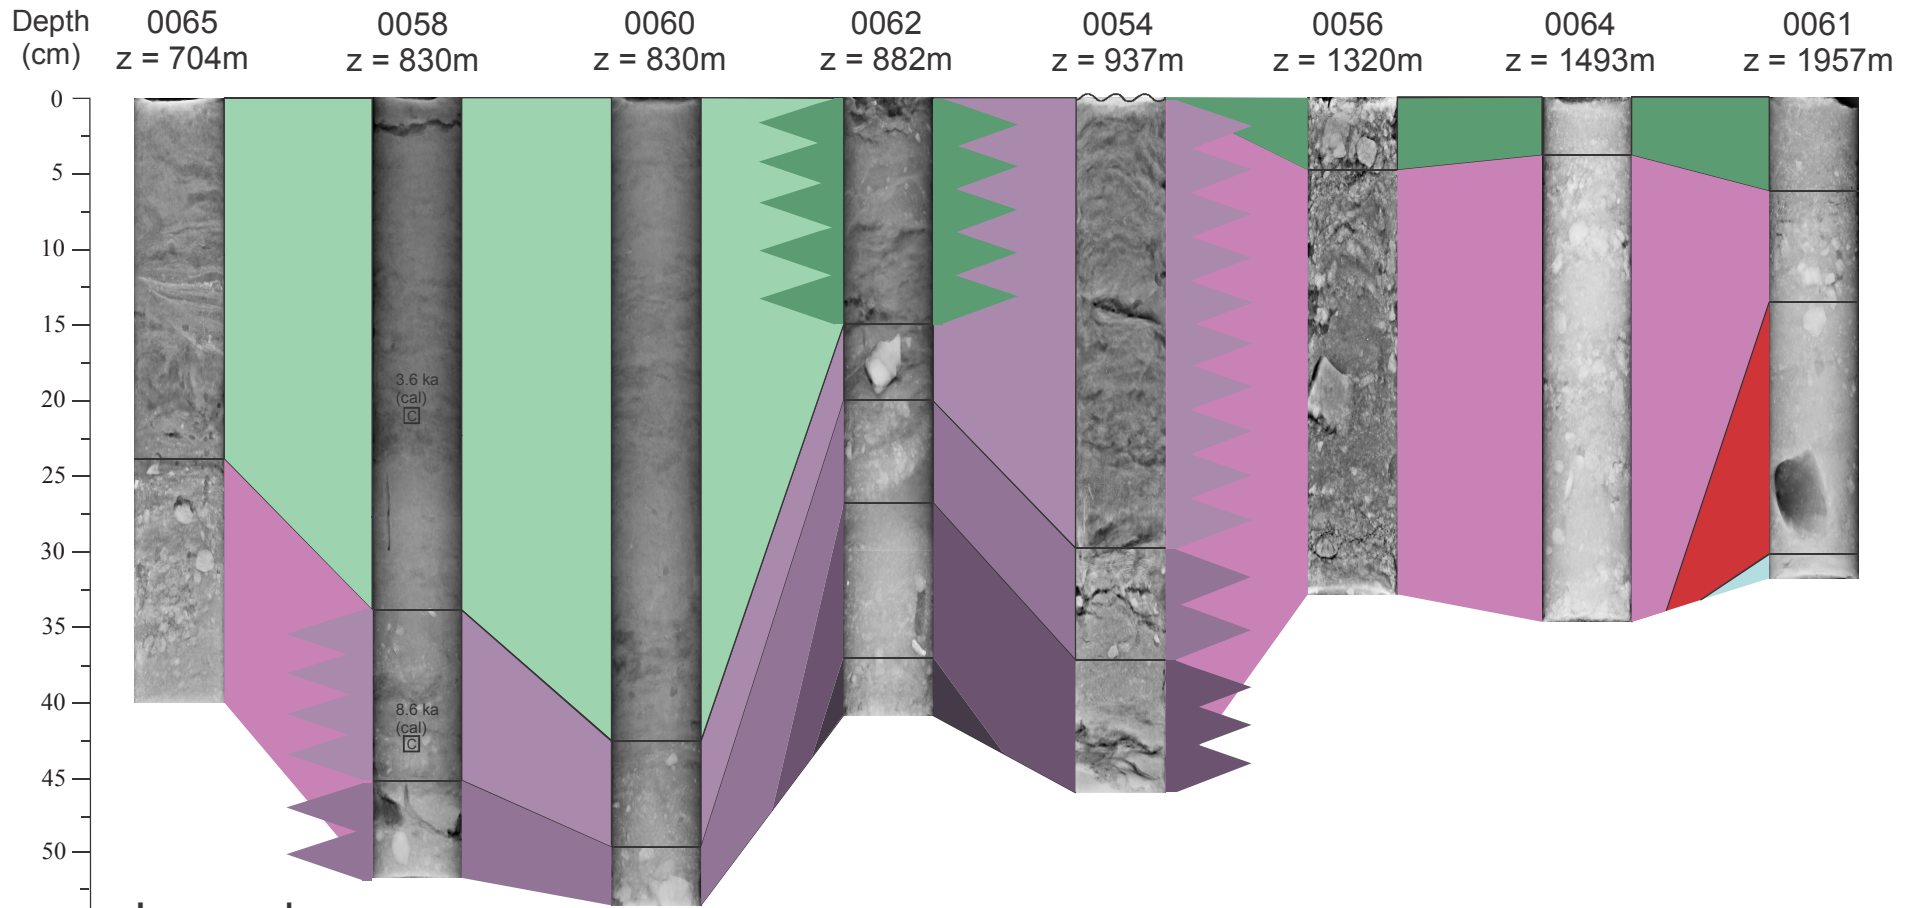 Depth
(cm)
0065
z = 704m
0058
z = 830m
0060
z = 830m
0062
z = 882m
0054
z = 937m
0056
z = 1320m
0064
z = 1493m
0061
z = 1957m
0
5
10
15
20
25
30
35
40
45
50
3.6 ka
(cal)
C
8.6 ka
(cal)
C